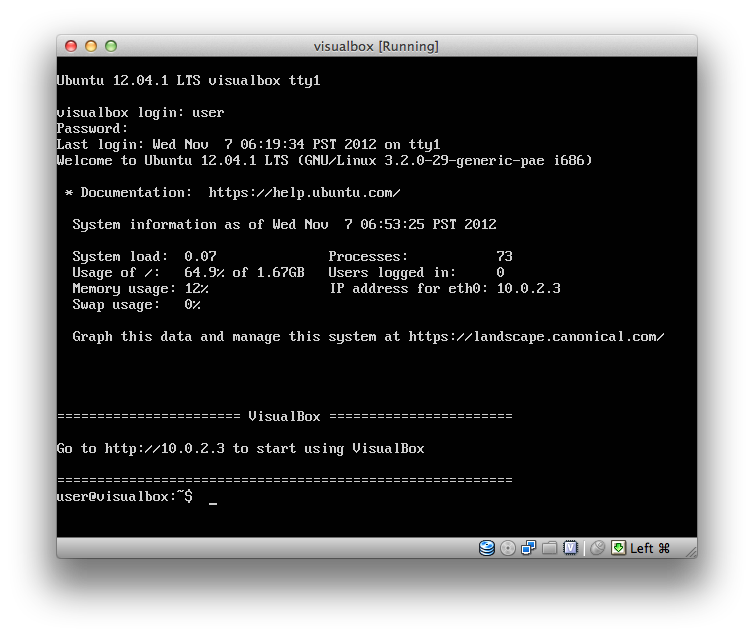 visualbox [Running]
Ubuntu 12.04.1 LTS visualbox tty1
visualbox login: user
Password:
Last login: Wed Nov  7 06:19:34 PST 2012 on tty1
Welcome to Ubuntu 12.04.1 LTS (GNU/Linux 3.2.0-29-generic-pae i686)
 * Documentation:  https://help.ubuntu.com/
  System information as of Wed Nov  7 06:53:25 PST 2012
  System load:  0.07              Processes:           73
  Usage of /:   64.9% of 1.67GB   Users logged in:     0
  Memory usage: 12%               IP address for eth0: 10.0.2.3
  Swap usage:   0%
  Graph this data and manage this system at https://landscape.canonical.com/
======================= VisualBox =======================
Go to http://10.0.2.3 to start using VisualBox
=========================================================
user@visualbox:~$  _
Left ⌘